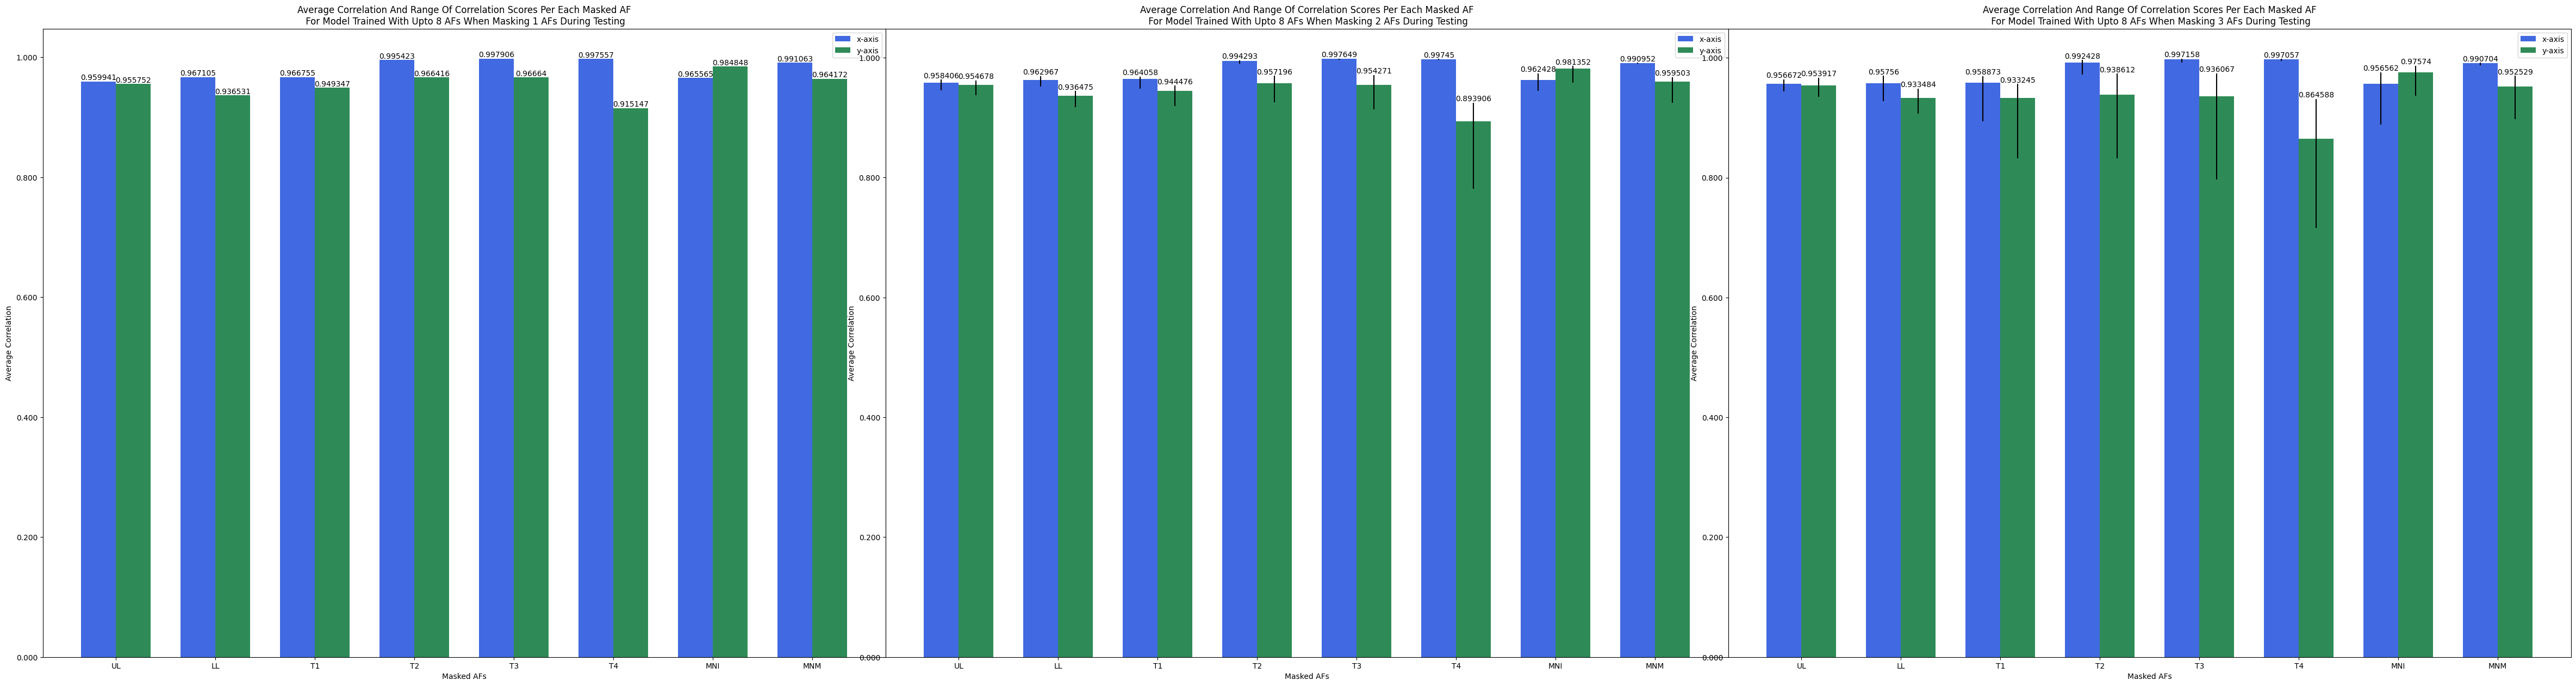 Average Correlation And Range Of Correlation Scores Per Each Masked AF
For Model Trained With Upto 8 AFs When Masking 1 AFs During Testing
x-axis
y-axis
1.000
0.800
0.600
0.400
0.200
0.000
Average Correlation
0.959941
0.955752
0.967105
0.936531
0.966755
0.949347
0.995423
0.966416
0.997906
0.96664
0.997557
0.915147
0.965565
0.984848
0.991063
0.964172
UL
LL
T1
T2
T3
T4
MNI
MNM
Masked AFs
Average Correlation And Range Of Correlation Scores Per Each Masked AF
For Model Trained With Upto 8 AFs When Masking 2 AFs During Testing
x-axis
y-axis
1.000
0.800
0.600
0.400
0.200
0.000
Average Correlation
0.958406
0.954678
0.962967
0.936475
0.964058
0.944476
0.994293
0.957196
0.997649
0.954271
0.99745
0.893906
0.962428
0.981352
0.990952
0.959503
UL
LL
T1
T2
T3
T4
MNI
MNM
Masked AFs
Average Correlation And Range Of Correlation Scores Per Each Masked AF
For Model Trained With Upto 8 AFs When Masking 3 AFs During Testing
x-axis
y-axis
1.000
0.800
0.600
0.400
0.200
0.000
Average Correlation
0.956672
0.953917
0.95756
0.933484
0.958873
0.933245
0.992428
0.938612
0.997158
0.936067
0.997057
0.864588
0.956562
0.97574
0.990704
0.952529
UL
LL
T1
T2
T3
T4
MNI
MNM
Masked AFs